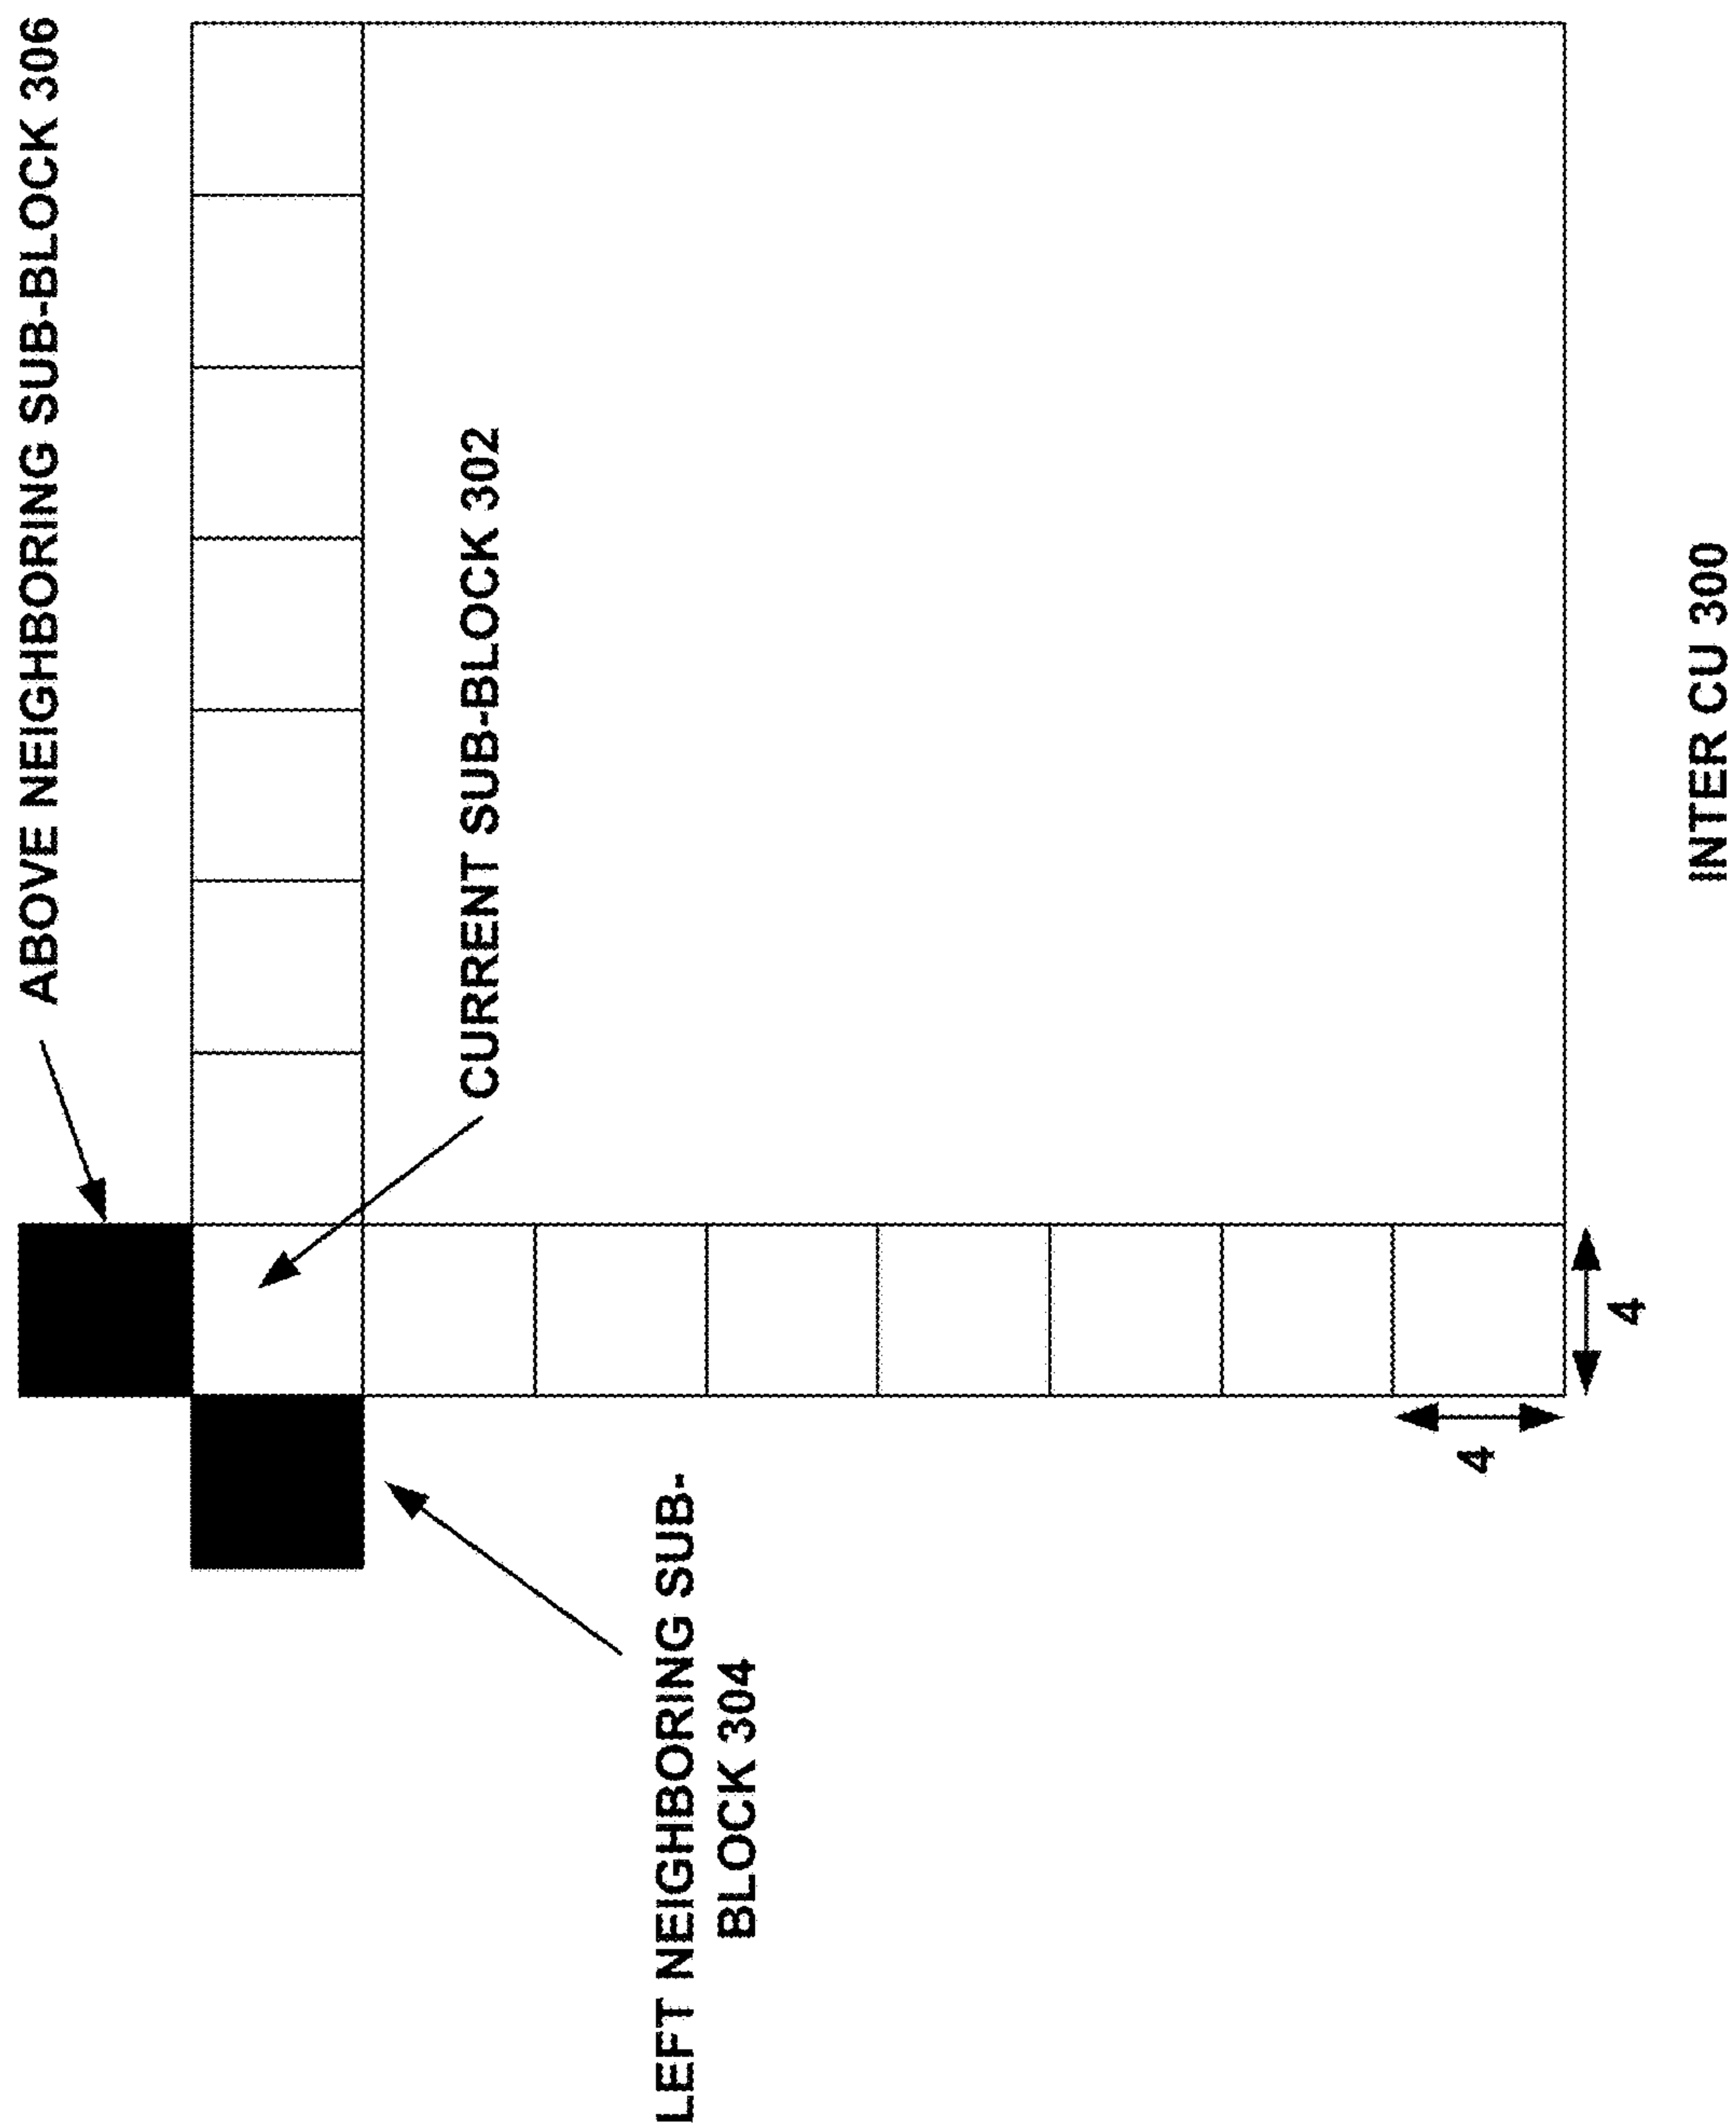 ABOVE NEIGHBORING SUB-BLOCK 306
CURRENT SUB-BLOCK 302
LEFT NEIGHBORING SUB-
BLOCK 304
4
4
INTER CU 300